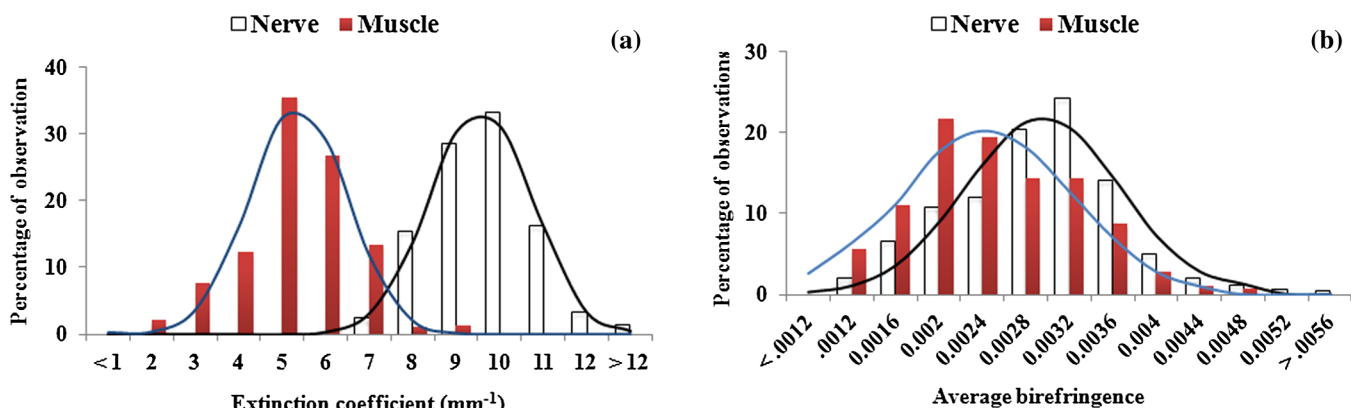 Nerve Muscle
(a)
Percentage of observation
40
30
20
10
0
< 1 2 3 4 5 6 7 8 9 10 11 12 > 12
Extinction coefficient (mm-1)
Nerve Muscle
(b)
Percentage of observations
30
20
10
0
< .0012 .0012 0.0016 0.002 0.0024 0.0028 0.0032 0.0036 0.004 0.0044 0.0048 0.0052 > .0056
Average birefringence